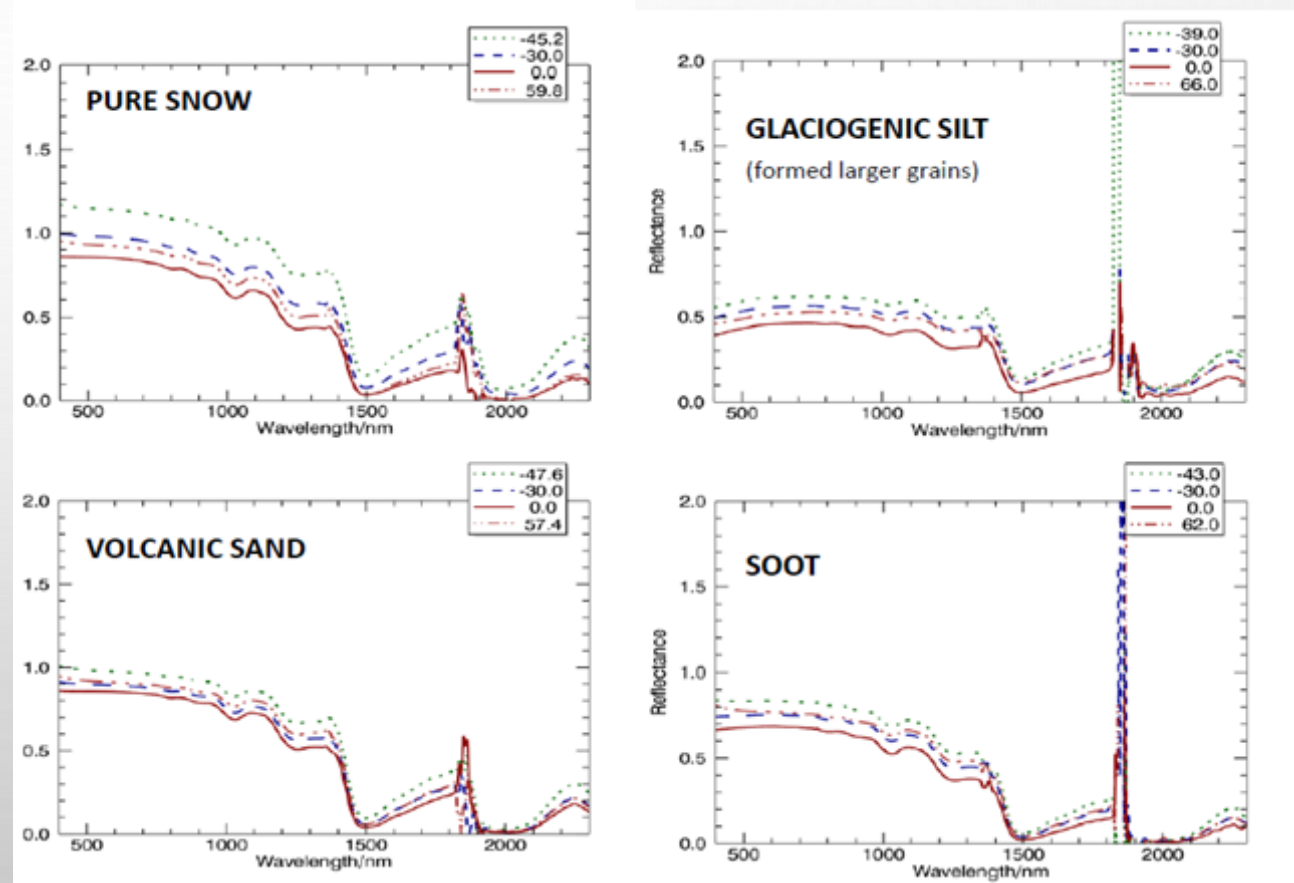 -45.2
-30.0
0.0
59.8
2.0
PURE SNOW
1.5
1.0
0.5
0.0
500 1000 1500 2000
Wavelength/nm
-39.0
-30.0
0.0
66.0
2.0
GLACIOGENIC SILT
(formed larger grains)
1.5
Reflectance
1.0
0.5
0.0
500 1000 1500 2000
Wavelength/nm
-47.6
-30.0
0.0
57.4
2.0
VOLCANIC SAND
1.5
1.0
0.5
0.0
500 1000 1500 2000
Wavelength/nm
-43.0
-30.0
0.0
62.0
2.0
SOOT
1.5
Reflectance
1.0
0.5
0.0
500 1000 1500 2000
Wavelength/nm